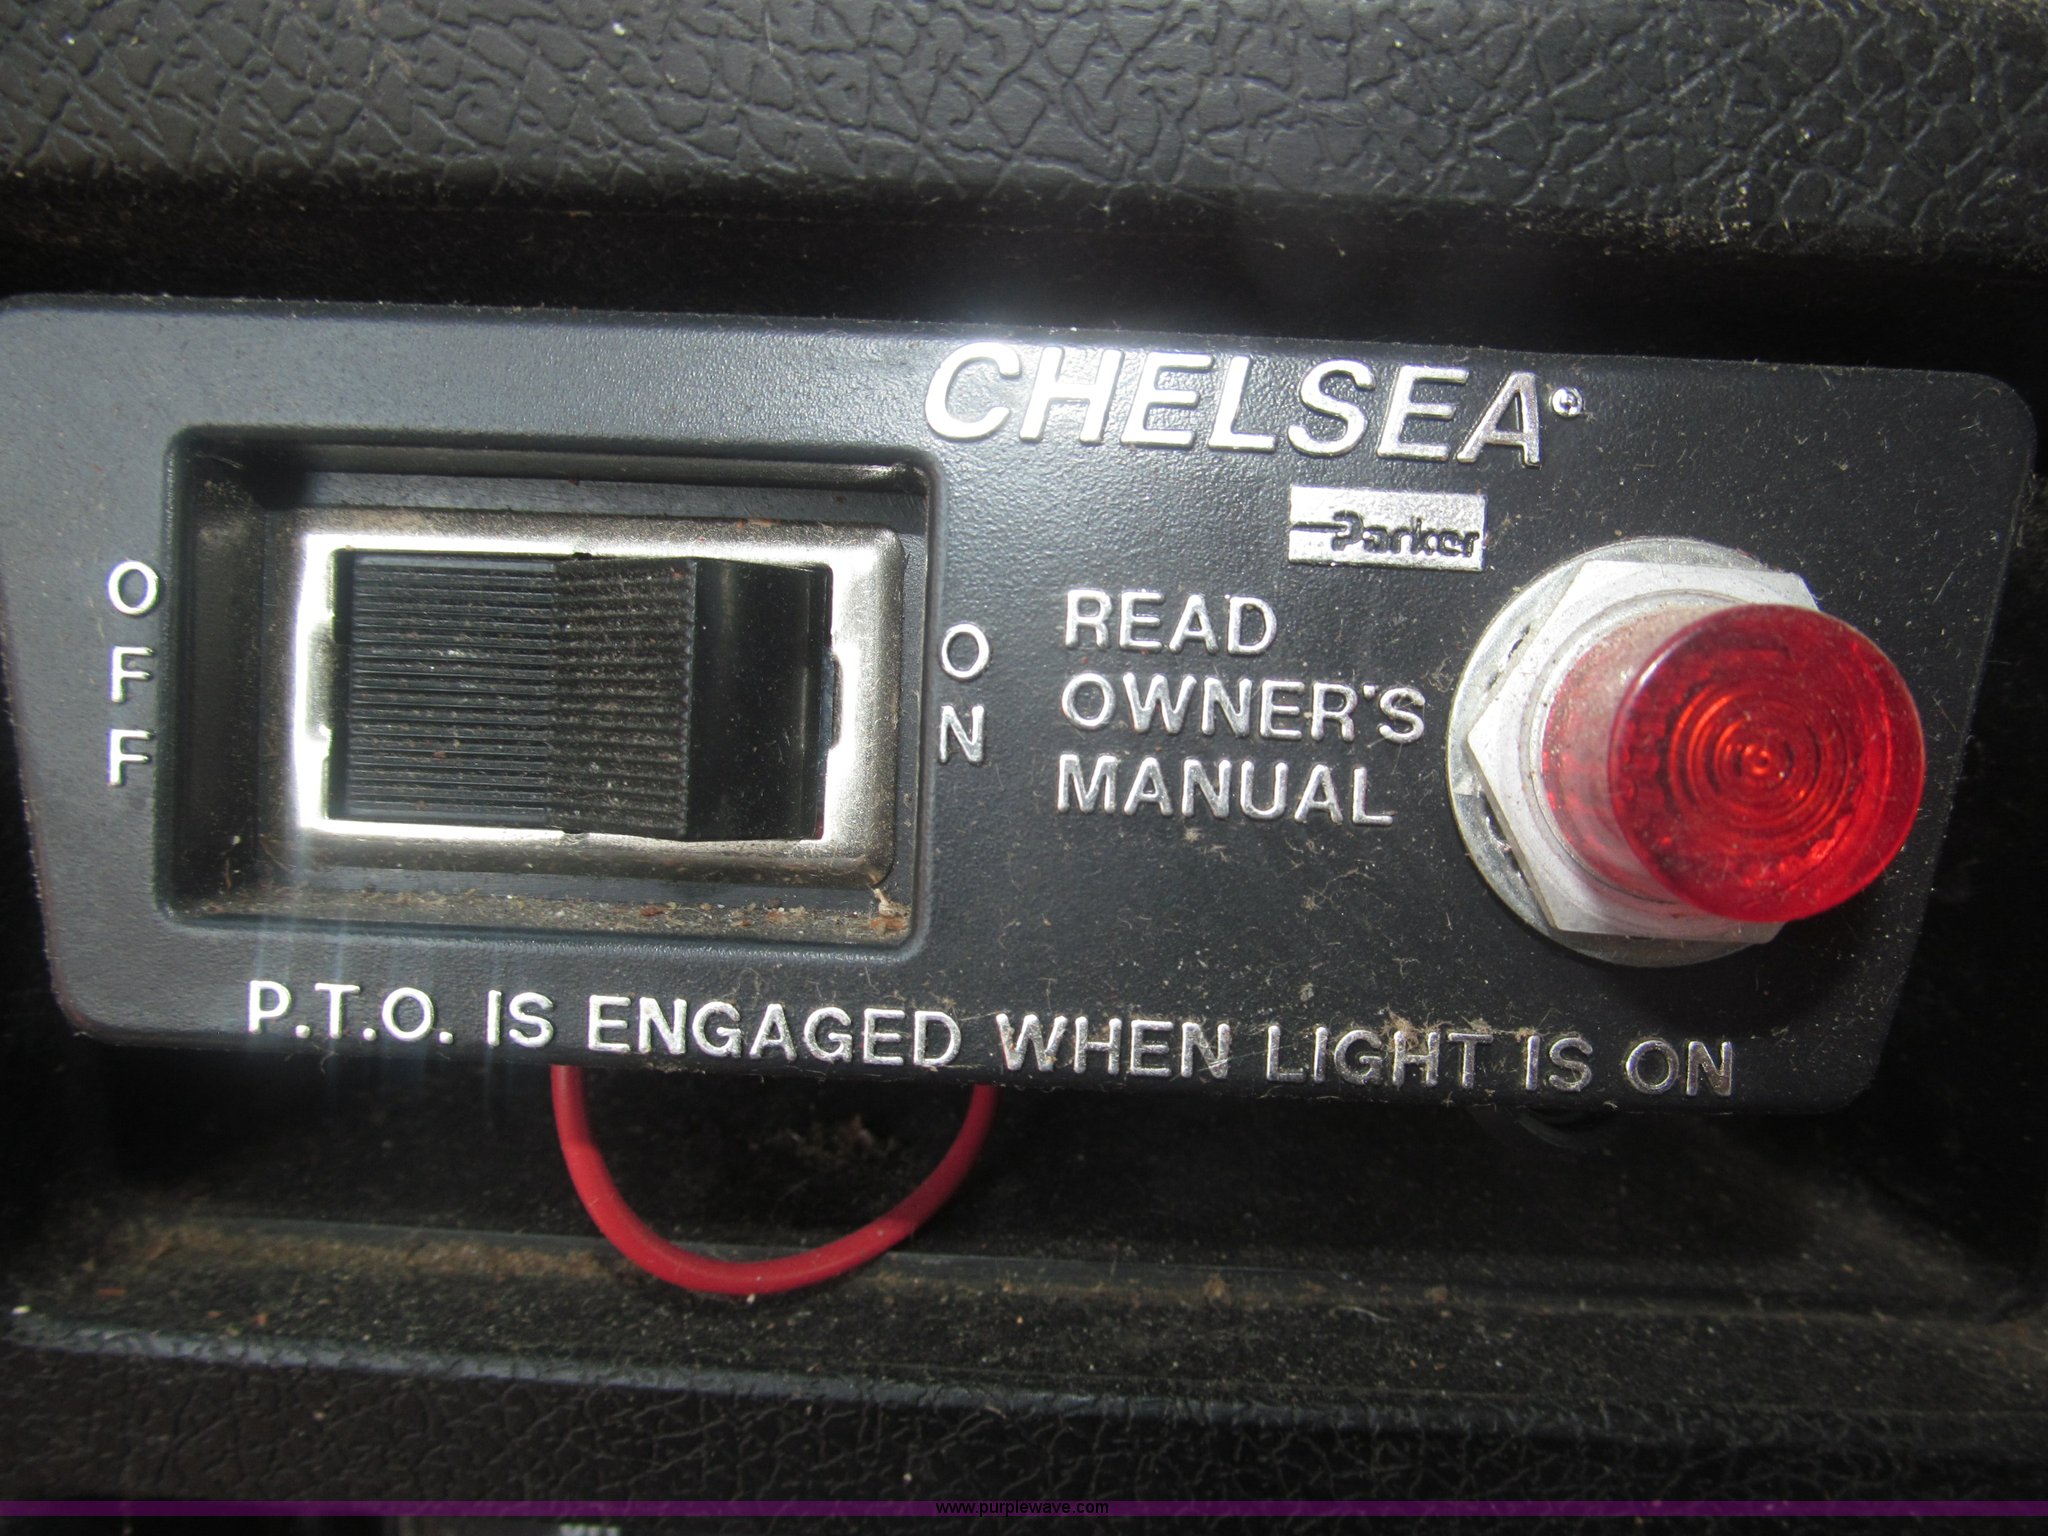 CHELSEA®
Parker
OFF
ON
READ
OWNER'S
MANUAL
P.T.O. IS ENGAGED WHEN LIGHT IS ON
www.purplewave.com